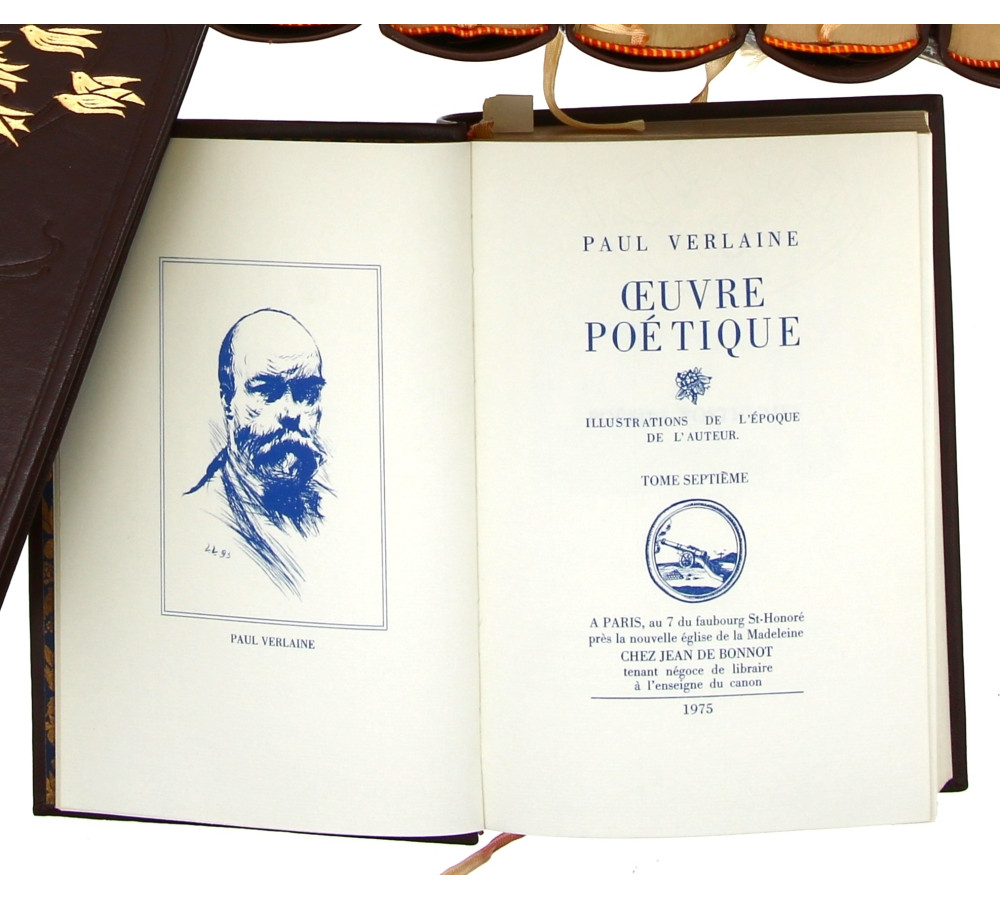 PAUL VERLAINE
PAUL VERLAINE
ŒUVRE
POÉTIQUE
ILLUSTRATIONS DE L'ÉPOQUE
DE L'AUTEUR.
TOME SEPTIÈME
A PARIS, au 7 du faubourg St-Honoré
près la nouvelle église de la Madeleine
CHEZ JEAN DE BONNOT
tenant négoce de libraire
à l'enseigne du canon
1975